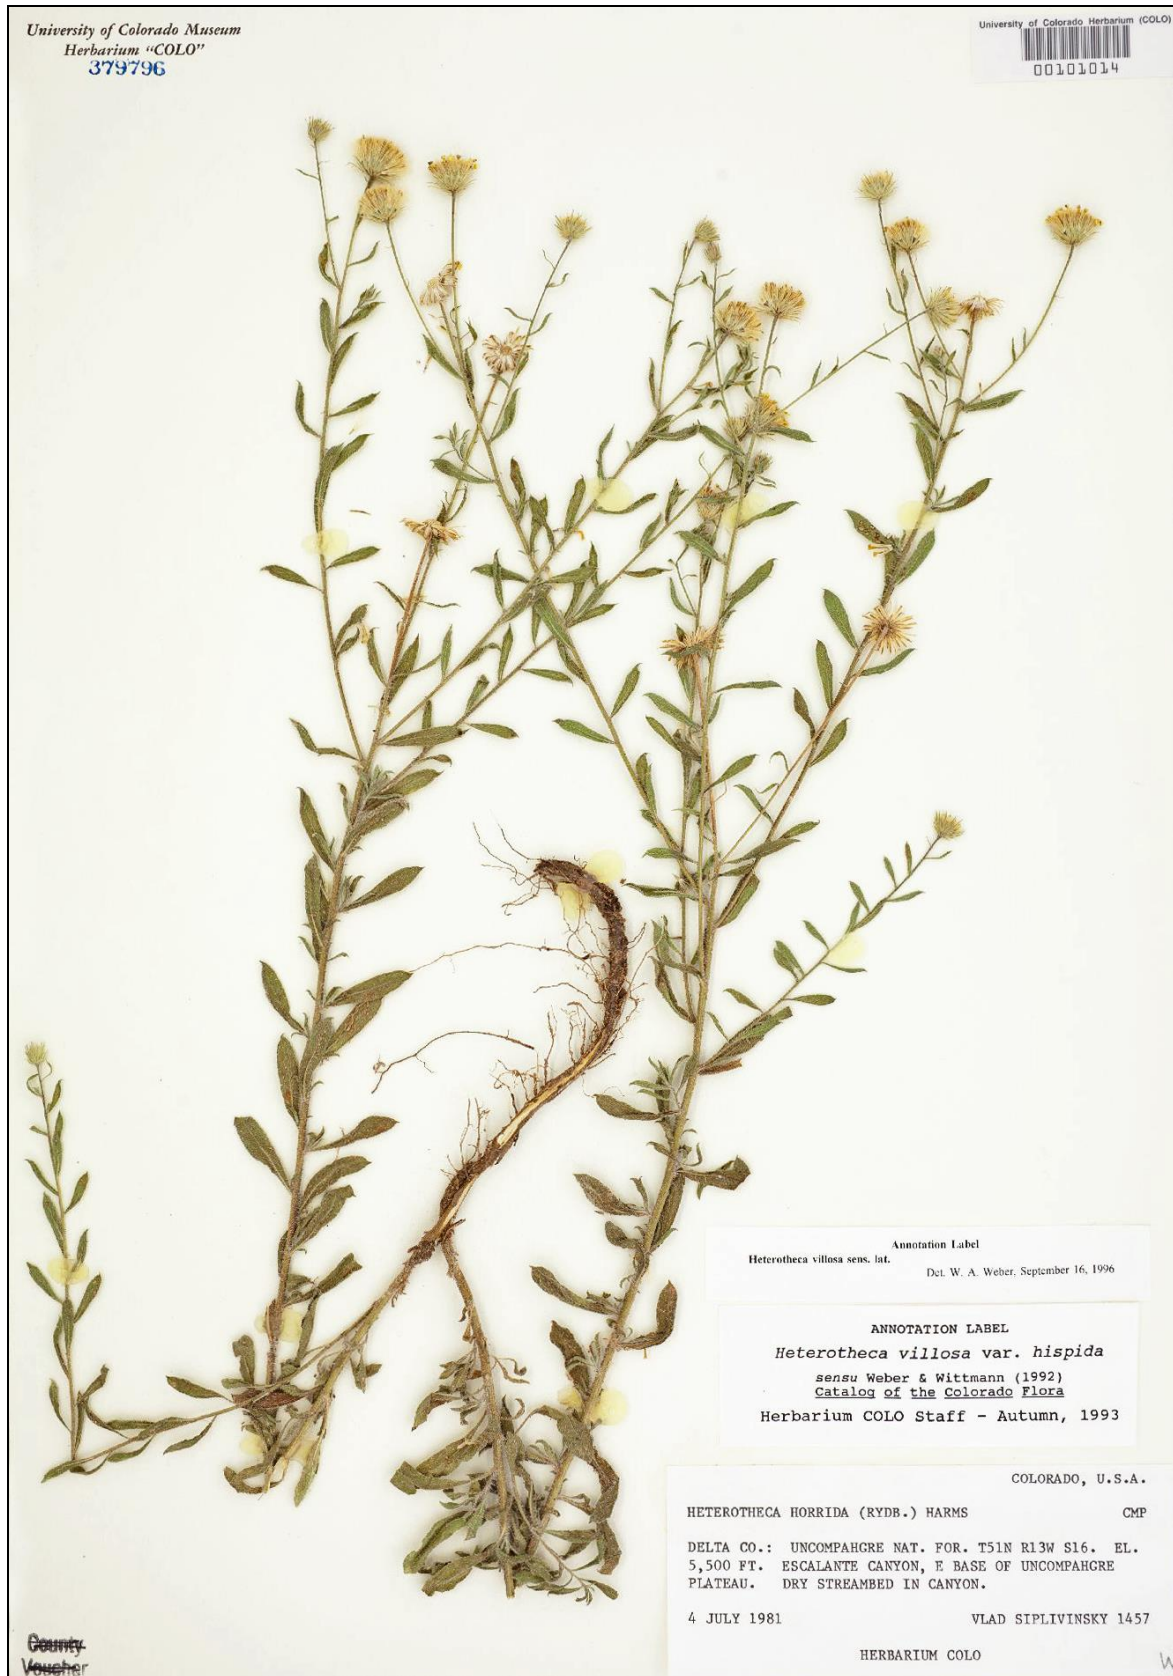 University of Colorado Museum
Herbarium “COLO”
379796
University of Colorado Herbarium (COLO)
00101014
Annotation Label
Heterotheca villosa sens. lat.
Det. W. A. Weber, September 16, 1996
ANNOTATION LABEL
Heterotheca villosa var. hispida
sensu Weber & Wittmann (1992)
Catalog of the Colorado Flora
Herbarium COLO Staff - Autumn, 1993
COLORADO, U.S.A.
HETEROTHECA HORRIDA (RYDB.) HARMS CMP
DELTA CO.: UNCOMPAHGRE NAT. FOR. T51N R13W S16. EL.
5,500 FT. ESCALANTE CANYON, E BASE OF UNCOMPAHGRE
PLATEAU. DRY STREAMBED IN CANYON.
4 JULY 1981 VLAD SIPLIVINSKY 1457
HERBARIUM COLO
County
Voucher